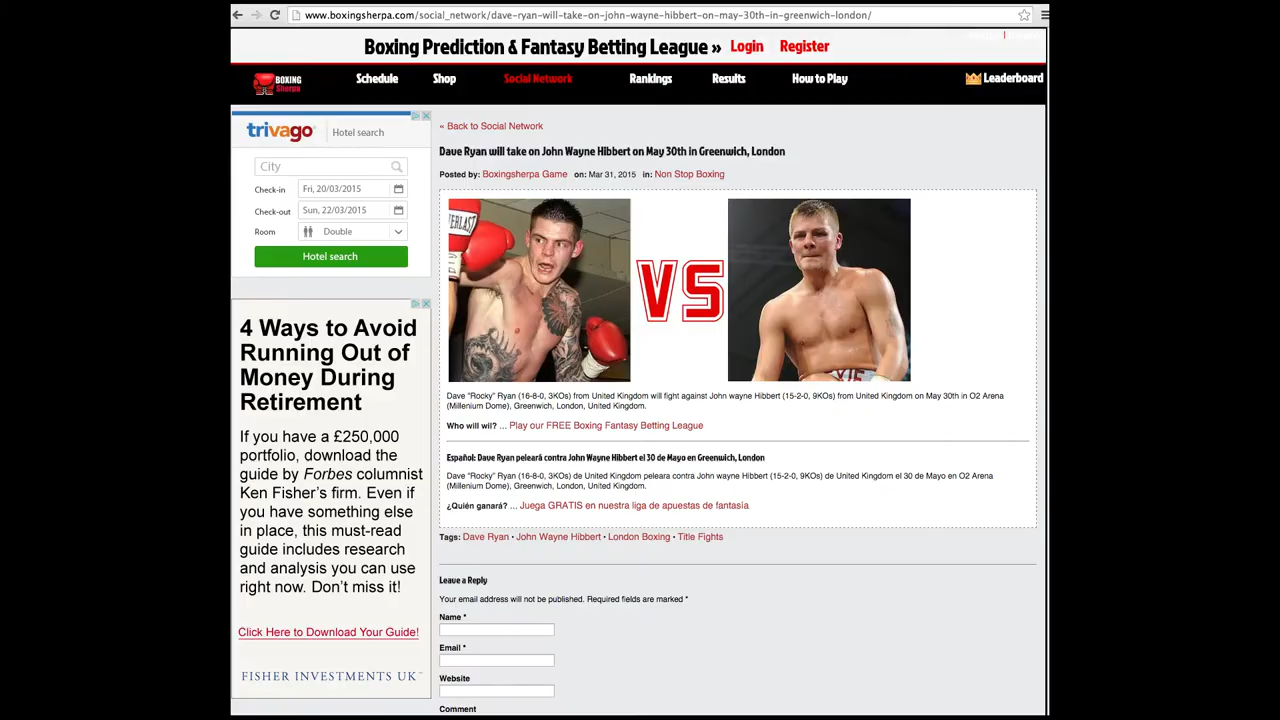 www.boxingsherpa.com/social_network/dave-ryan-will-take-on-john-wayne-hibbert-on-may-30th-in-greenwich-london/
Boxing Prediction & Fantasy Betting League » Login Register
BOXING Sherpa
Schedule Shop Social Network Rankings Results How to Play Leaderboard
trivago Hotel search
City
Check-in Fri, 20/03/2015
Check-out Sun, 22/03/2015
Room Double
Hotel search
4 Ways to Avoid
Running Out of
Money During
Retirement
If you have a £250,000
portfolio, download the
guide by Forbes columnist
Ken Fisher's firm. Even if
you have something else
in place, this must-read
guide includes research
and analysis you can use
right now. Don't miss it!
Click Here to Download Your Guide!
FISHER INVESTMENTS UK™
« Back to Social Network
Dave Ryan will take on John Wayne Hibbert on May 30th in Greenwich, London
Posted by: Boxingsherpa Game on: Mar 31, 2015 in: Non Stop Boxing
EVERLAST
VS
Dave "Rocky" Ryan (16-8-0, 3KOs) from United Kingdom will fight against John wayne Hibbert (15-2-0, 9KOs) from United Kingdom on May 30th in O2 Arena
(Millenium Dome), Greenwich, London, United Kingdom.
Who will wil? ... Play our FREE Boxing Fantasy Betting League
Español: Dave Ryan peleará contra John Wayne Hibbert el 30 de Mayo en Greenwich, London
Dave "Rocky" Ryan (16-8-0, 3KOs) de United Kingdom peleara contra John wayne Hibbert (15-2-0, 9KOs) de United Kingdom el 30 de Mayo en O2 Arena
(Millenium Dome), Greenwich, London, United Kingdom.
¿Quién ganará? ... Juega GRATIS en nuestra liga de apuestas de fantasía
Tags: Dave Ryan • John Wayne Hibbert • London Boxing • Title Fights
Leave a Reply
Your email address will not be published. Required fields are marked *
Name *
Email *
Website
Comment